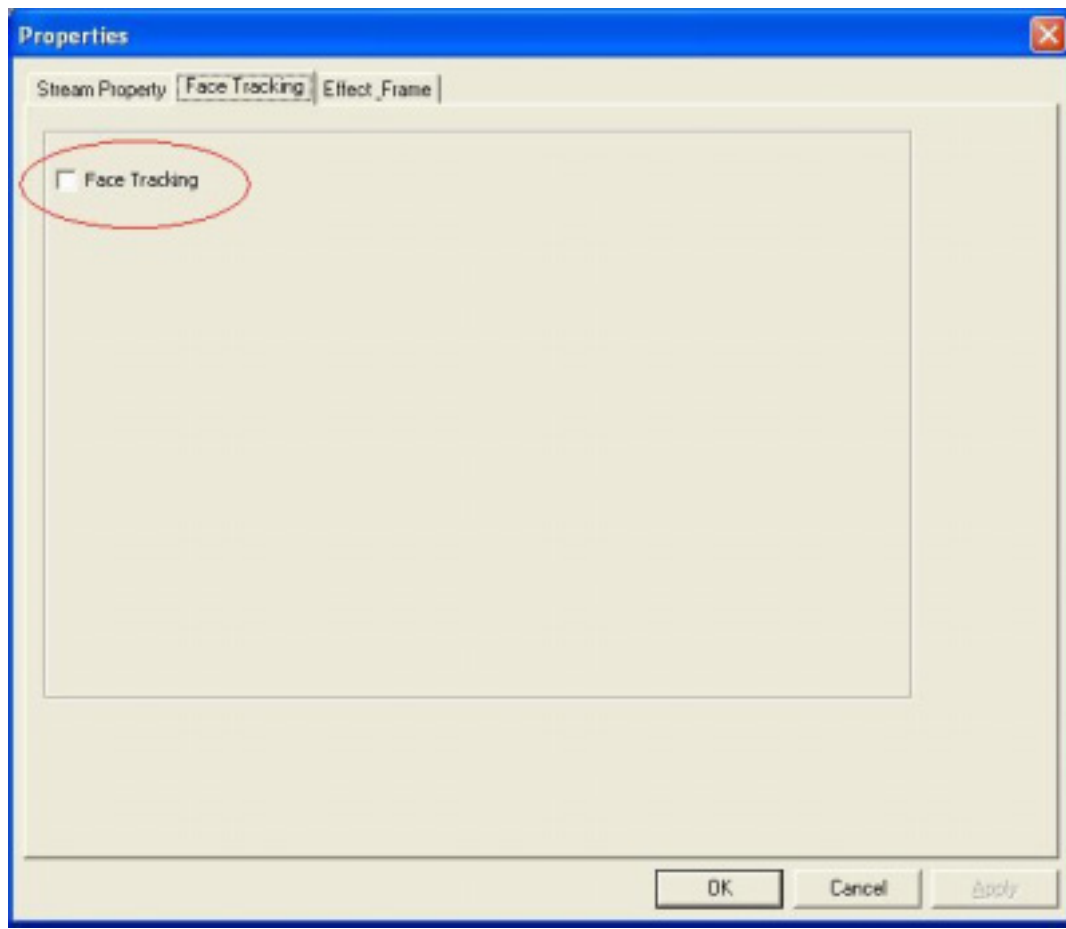 Properties
Stream Property Face Tracking Effect_Frame
Face Tracking
OK Cancel Apply